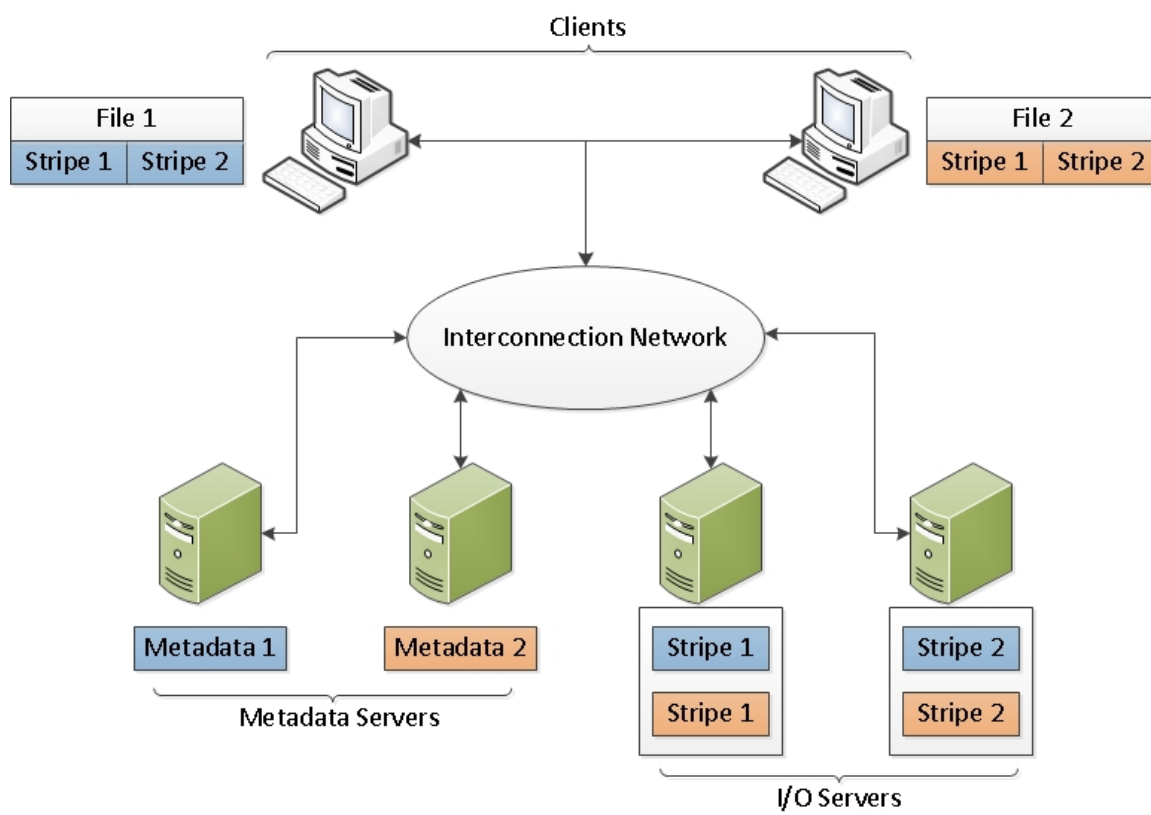 Clients
File 1
Stripe 1 Stripe 2
File 2
Stripe 1 Stripe 2
Interconnection Network
Metadata 1
Metadata 2
Metadata Servers
Stripe 1
Stripe 1
Stripe 2
Stripe 2
I/O Servers